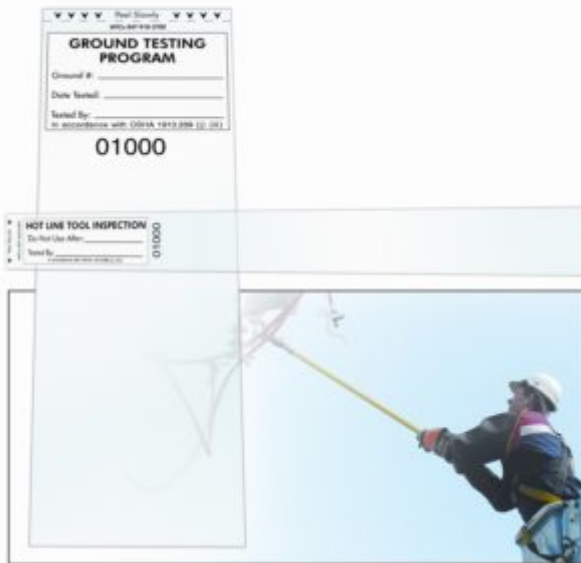 Peel Slowly
GROUND TESTING
PROGRAM
Ground #:
Date Tested:
Tested By:
In accordance with OSHA 1910.269
01000
HOT LINE TOOL INSPECTION
Do Not Use After:
Tested By:
01000